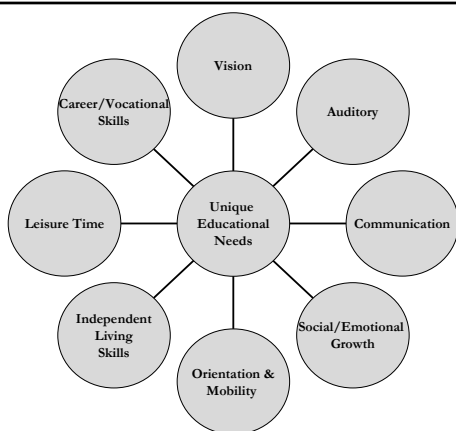 Vision
Career/Vocational
Skills
Auditory
Unique
Educational
Needs
Leisure Time
Communication
Independent
Living
Skills
Social/Emotional
Growth
Orientation &
Mobility